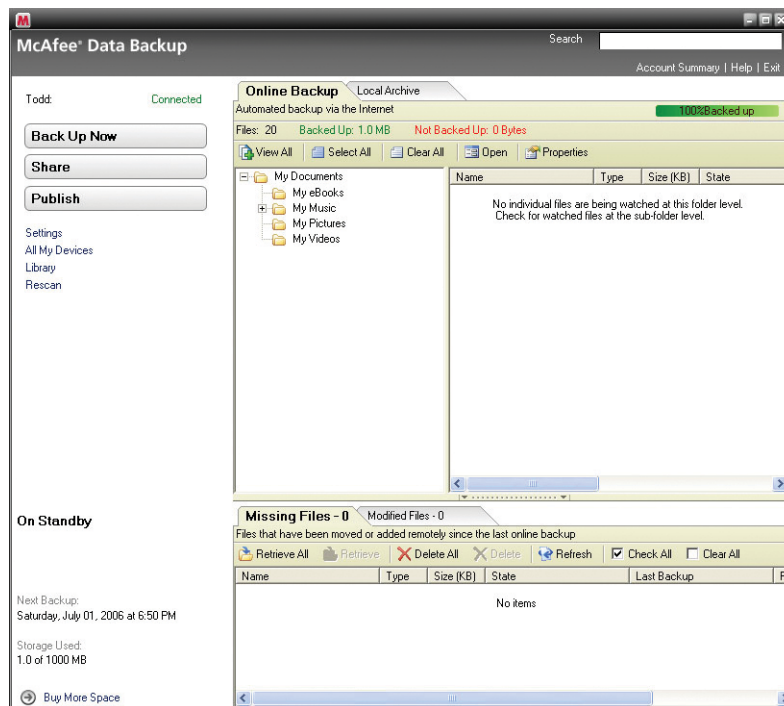 McAfee® Data Backup
Search
Account Summary | Help | Exit
Todd: Connected
Back Up Now
Share
Publish
Settings
All My Devices
Library
Rescan
On Standby
Next Backup:
Saturday, July 01, 2006 at 6:50 PM
Storage Used:
1.0 of 1000 MB
Buy More Space
Online Backup Local Archive
Automated backup via the Internet
100%Backed up
Files: 20 Backed Up: 1.0 MB Not Backed Up: 0 Bytes
View All Select All Clear All Open Properties
My Documents
My eBooks
My Music
My Pictures
My Videos
Name Type Size (KB) State
No individual files are being watched at this folder level.
Check for watched files at the sub-folder level.
Missing Files - 0 Modified Files - 0
Files that have been moved or added remotely since the last online backup
Retrieve All Retrieve Delete All Delete Refresh Check All Clear All
Name Type Size (KB) State Last Backup
No items